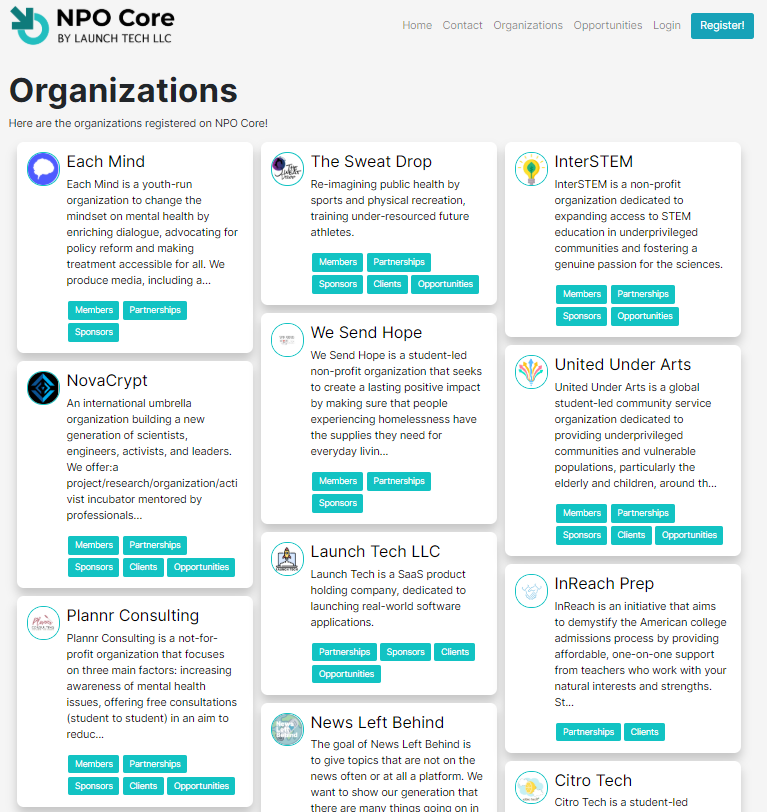 NPO Core
BY LAUNCH TECH LLC
Home Contact Organizations Opportunities Login Register!
Organizations
Here are the organizations registered on NPO Core!
Each Mind
Each Mind is a youth-run
organization to change the
mindset on mental health by
enriching dialogue, advocating for
policy reform and making
treatment accessible for all. We
produce media, including a...
Members Partnerships
Sponsors
NovaCrypt
An international umbrella
organization building a new
generation of scientists,
engineers, activists, and leaders.
We offer:a
project/research/organization/acti
vist incubator mentored by
professionals...
Members Partnerships
Sponsors Clients Opportunities
Plannr Consulting
Plannr Consulting is a not-for-
profit organization that focuses
on three main factors: increasing
awareness of mental health
issues, offering free consultations
(student to student) in an aim to
reduc...
Members Partnerships
Sponsors Clients Opportunities
The Sweat Drop
Re-imagining public health by
sports and physical recreation,
training under-resourced future
athletes.
Members Partnerships
Sponsors Clients Opportunities
We Send Hope
We Send Hope is a student-led
non-profit organization that seeks
to create a lasting positive impact
by making sure that people
experiencing homelessness have
the supplies they need for
everyday livin...
Members Partnerships
Sponsors
Launch Tech LLC
Launch Tech is a SaaS product
holding company, dedicated to
launching real-world software
applications.
Partnerships Sponsors Clients
Opportunities
News Left Behind
The goal of News Left Behind is
to give topics that are not on the
news often or at all a platform. We
want to show our generation that
there are many things going on in
InterSTEM
InterSTEM is a non-profit
organization dedicated to
expanding access to STEM
education in underprivileged
communities and fostering a
genuine passion for the sciences.
Members Partnerships
Sponsors Opportunities
United Under Arts
United Under Arts is a global
student-led community service
organization dedicated to
providing underprivileged
communities and vulnerable
populations, particularly the
elderly and children, around th...
Members Partnerships
Sponsors Clients Opportunities
InReach Prep
InReach is an initiative that aims
to demystify the American college
admissions process by providing
affordable, one-on-one support
from teachers who work with your
natural interests and strengths.
St...
Partnerships Clients
Citro Tech
Citro Tech is a student-led